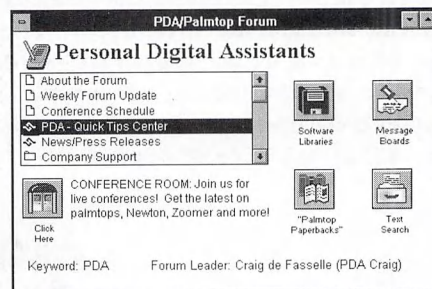 PDA/Palmtop Forum
Personal Digital Assistants
About the Forum
Weekly Forum Update
Conference Schedule
PDA - Quick Tips Center
News/Press Releases
Company Support
Software
Libraries
Message
Boards
CONFERENCE ROOM: Join us for
live conferences! Get the latest on
palmtops, Newton, Zoomer and more!
Click
Here
"Palmtop
Paperbacks"
Text
Search
Keyword: PDA
Forum Leader: Craig de Fasselle (PDA Craig)